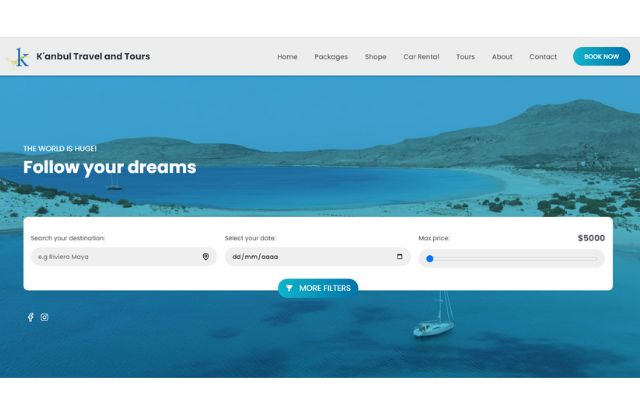 k K'anbul Travel and Tours Home Packages Shope Car Rental Tours About Contact BOOK NOW
THE WORLD IS HUGE!
Follow your dreams
Search your destination: Select your date: Max price: $5000
e.g Riviera Maya dd/mm/aaaa
MORE FILTERS